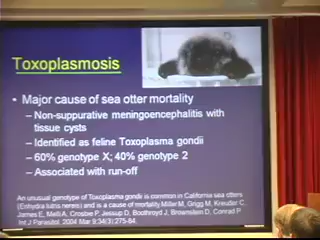 Toxoplasmosis
• Major cause of sea otter mortality
– Non-suppurative meningoencephalitis with
tissue cysts
– Identified as feline Toxoplasma gondii
– 60% genotype X; 40% genotype 2
– Associated with run-off
An unusual genotype of Toxoplasma gondii is common in California sea otters
(Enhydra lutris nereis) and is a cause of mortality. Miller M, Grigg M, Kreuder C,
James E, Melli A, Crosbie P, Jessup D, Boothroyd J, Brownstein D, Conrad P.
Int J Parasitol. 2004 Mar 9;34(3):275-84.